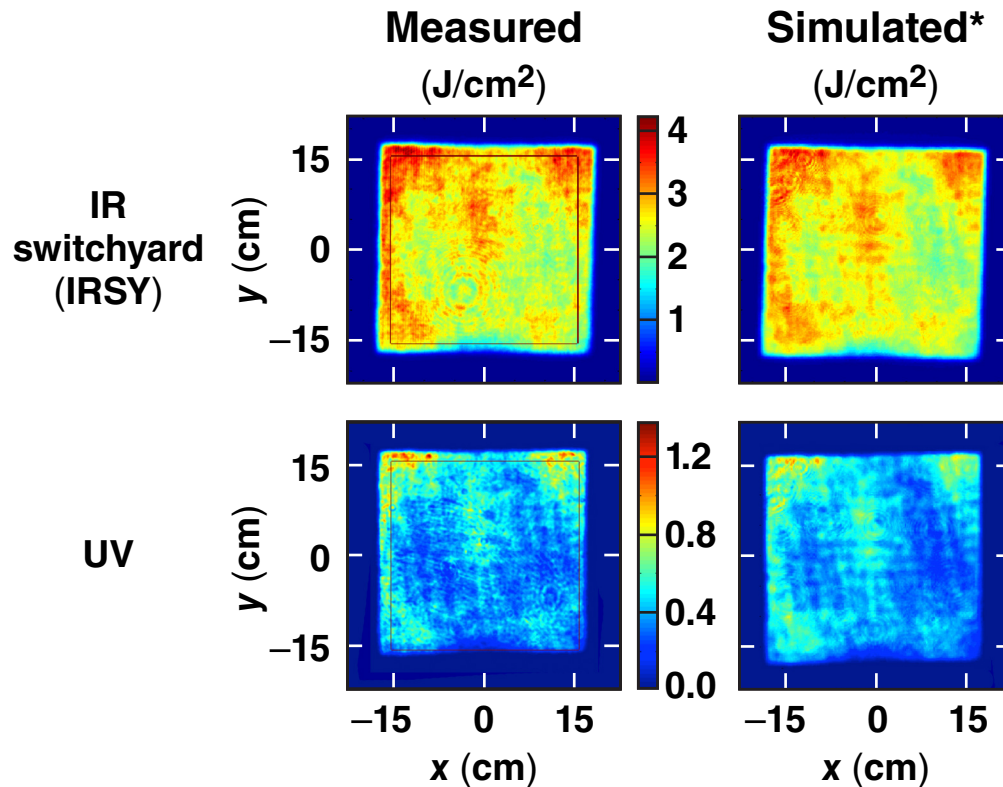 Measured
(J/cm²)
Simulated*
(J/cm²)
IR
switchyard
(IRSY)
y (cm)
15
0
–15
4
3
2
1
UV
y (cm)
15
0
–15
1.2
0.8
0.4
0.0
–15 0 15
x (cm)
–15 0 15
x (cm)